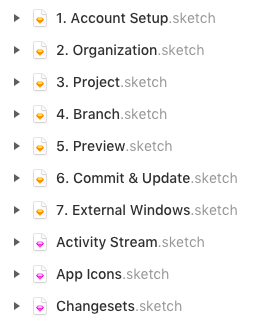 1. Account Setup.sketch
2. Organization.sketch
3. Project.sketch
4. Branch.sketch
5. Preview.sketch
6. Commit & Update.sketch
7. External Windows.sketch
Activity Stream.sketch
App Icons.sketch
Changesets.sketch